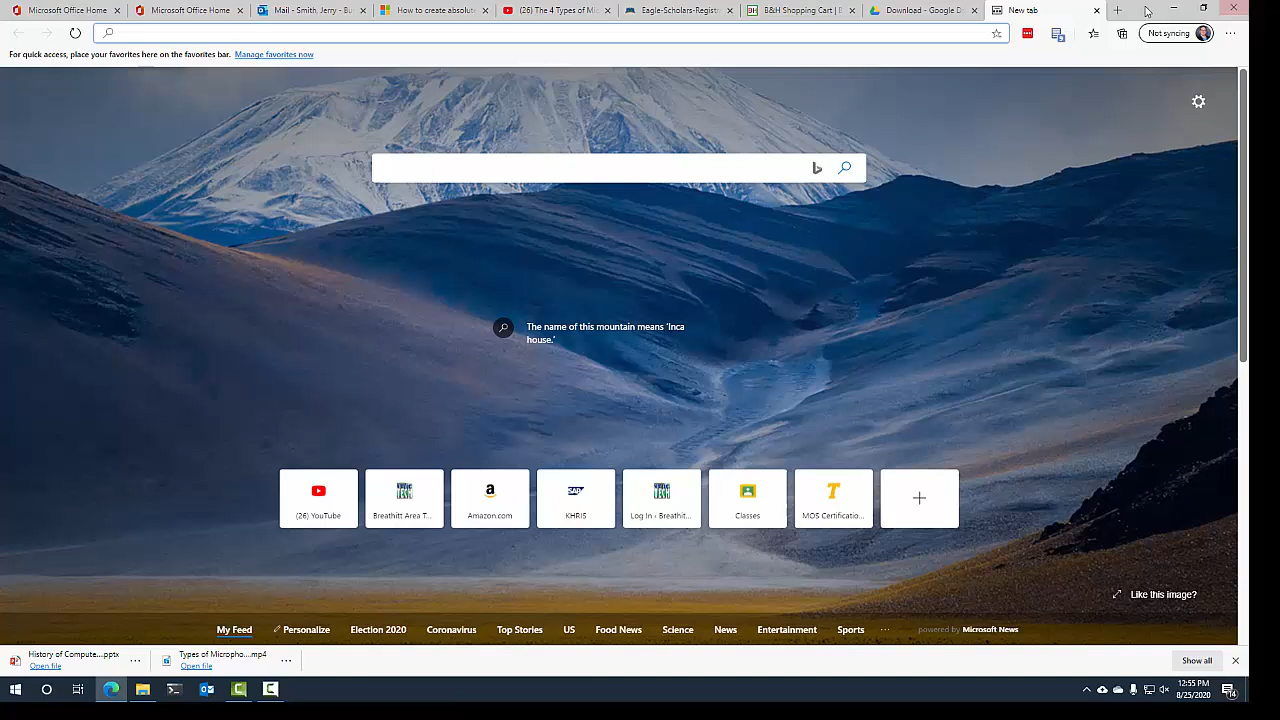 Microsoft Office Home
Microsoft Office Home
Mail - Smith, Jerry - Bu
How to create absolute
(26) The 4 Types of Mic
Eagle-Scholars-Registr
B&H Shopping Cart | B
Download – Google D
New tab
Not syncing
For quick access, place your favorites here on the favorites bar. Manage favorites now
The name of this mountain means 'Inca
house.'
(26) YouTube
Breathitt Area T...
Amazon.com
KHRIS
Log In ‹ Breathit...
Classes
MOS Certificatio...
Like this image?
My Feed
Personalize
Election 2020
Coronavirus
Top Stories
US
Food News
Science
News
Entertainment
Sports
...
powered by Microsoft News
History of Compute....pptx
Open file
Types of Micropho....mp4
Open file
Show all
12:55 PM
8/25/2020